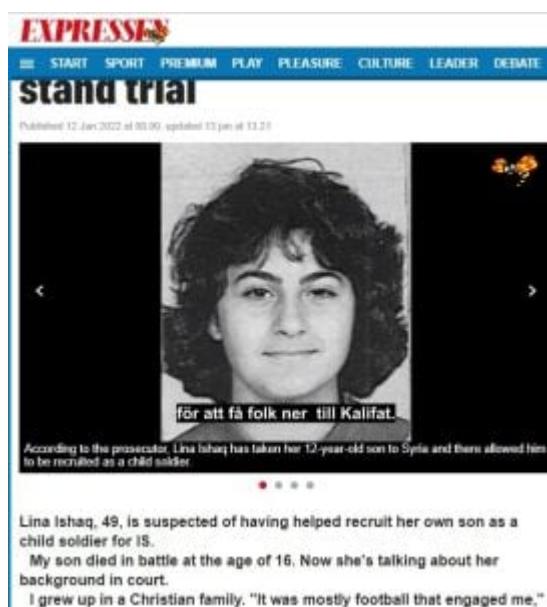 EXPRESSEN
START SPORT PREMIUM PLAY PLEASURE CULTURE LEADER DEBATE
stand trial
Published 12 Jan 2022 at 00.00, updated 13 jan at 13.21
för att få folk ner till Kalifat.
According to the prosecutor, Lina Ishaq has taken her 12-year-old son to Syria and there allowed him
to be recruited as a child soldier.
Lina Ishaq, 49, is suspected of having helped recruit her own son as a
child soldier for IS.
My son died in battle at the age of 16. Now she's talking about her
background in court.
I grew up in a Christian family. "It was mostly football that engaged me,"